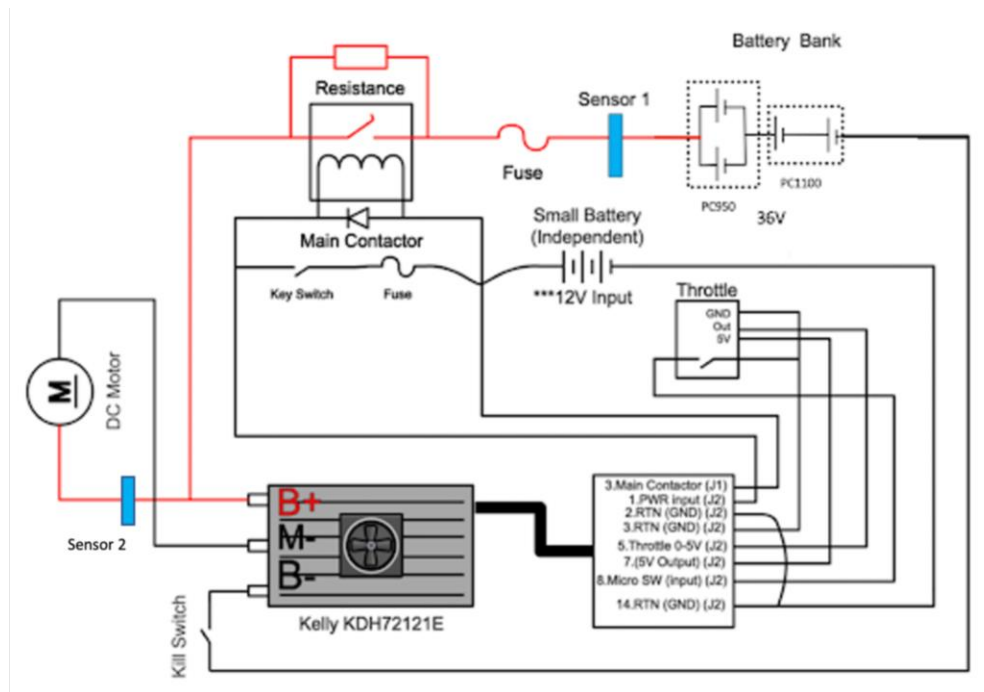 Battery Bank
Resistance
Sensor 1
Fuse
PC950
PC1100
36V
Main Contactor
Small Battery
(Independent)
Key Switch
Fuse
***12V Input
Throttle
GND
Out
5V
M
DC Motor
Sensor 2
B+
M-
B-
Kelly KDH72121E
Kill Switch
3.Main Contactor (J1)
1.PWR input (J2)
2.RTN (GND) (J2)
3.RTN (GND) (J2)
5.Throttle 0-5V (J2)
7.(5V Output) (J2)
8.Micro SW (input) (J2)
14.RTN (GND) (J2)